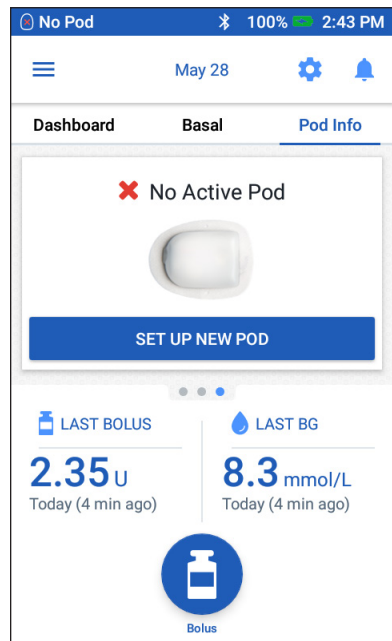 No Pod 100% 2:43 PM
May 28
Dashboard Basal Pod Info
No Active Pod
SET UP NEW POD
LAST BOLUS LAST BG
2.35 U 8.3 mmol/L
Today (4 min ago) Today (4 min ago)
Bolus